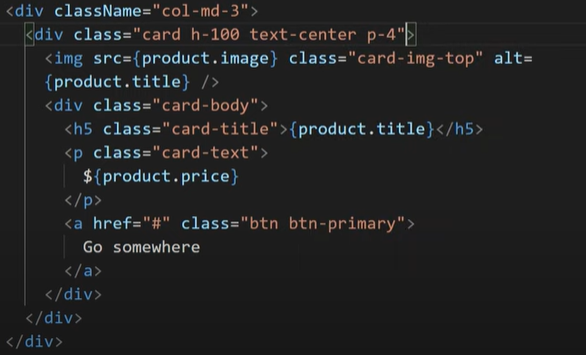 <div className="col-md-3">
<div class="card h-100 text-center p-4">
<img src={product.image} class="card-img-top" alt=
{product.title} />
<div class="card-body">
<h5 class="card-title">{product.title}</h5>
<p class="card-text">
${product.price}
</p>
<a href="#" class="btn btn-primary">
Go somewhere
</a>
</div>
</div>
</div>